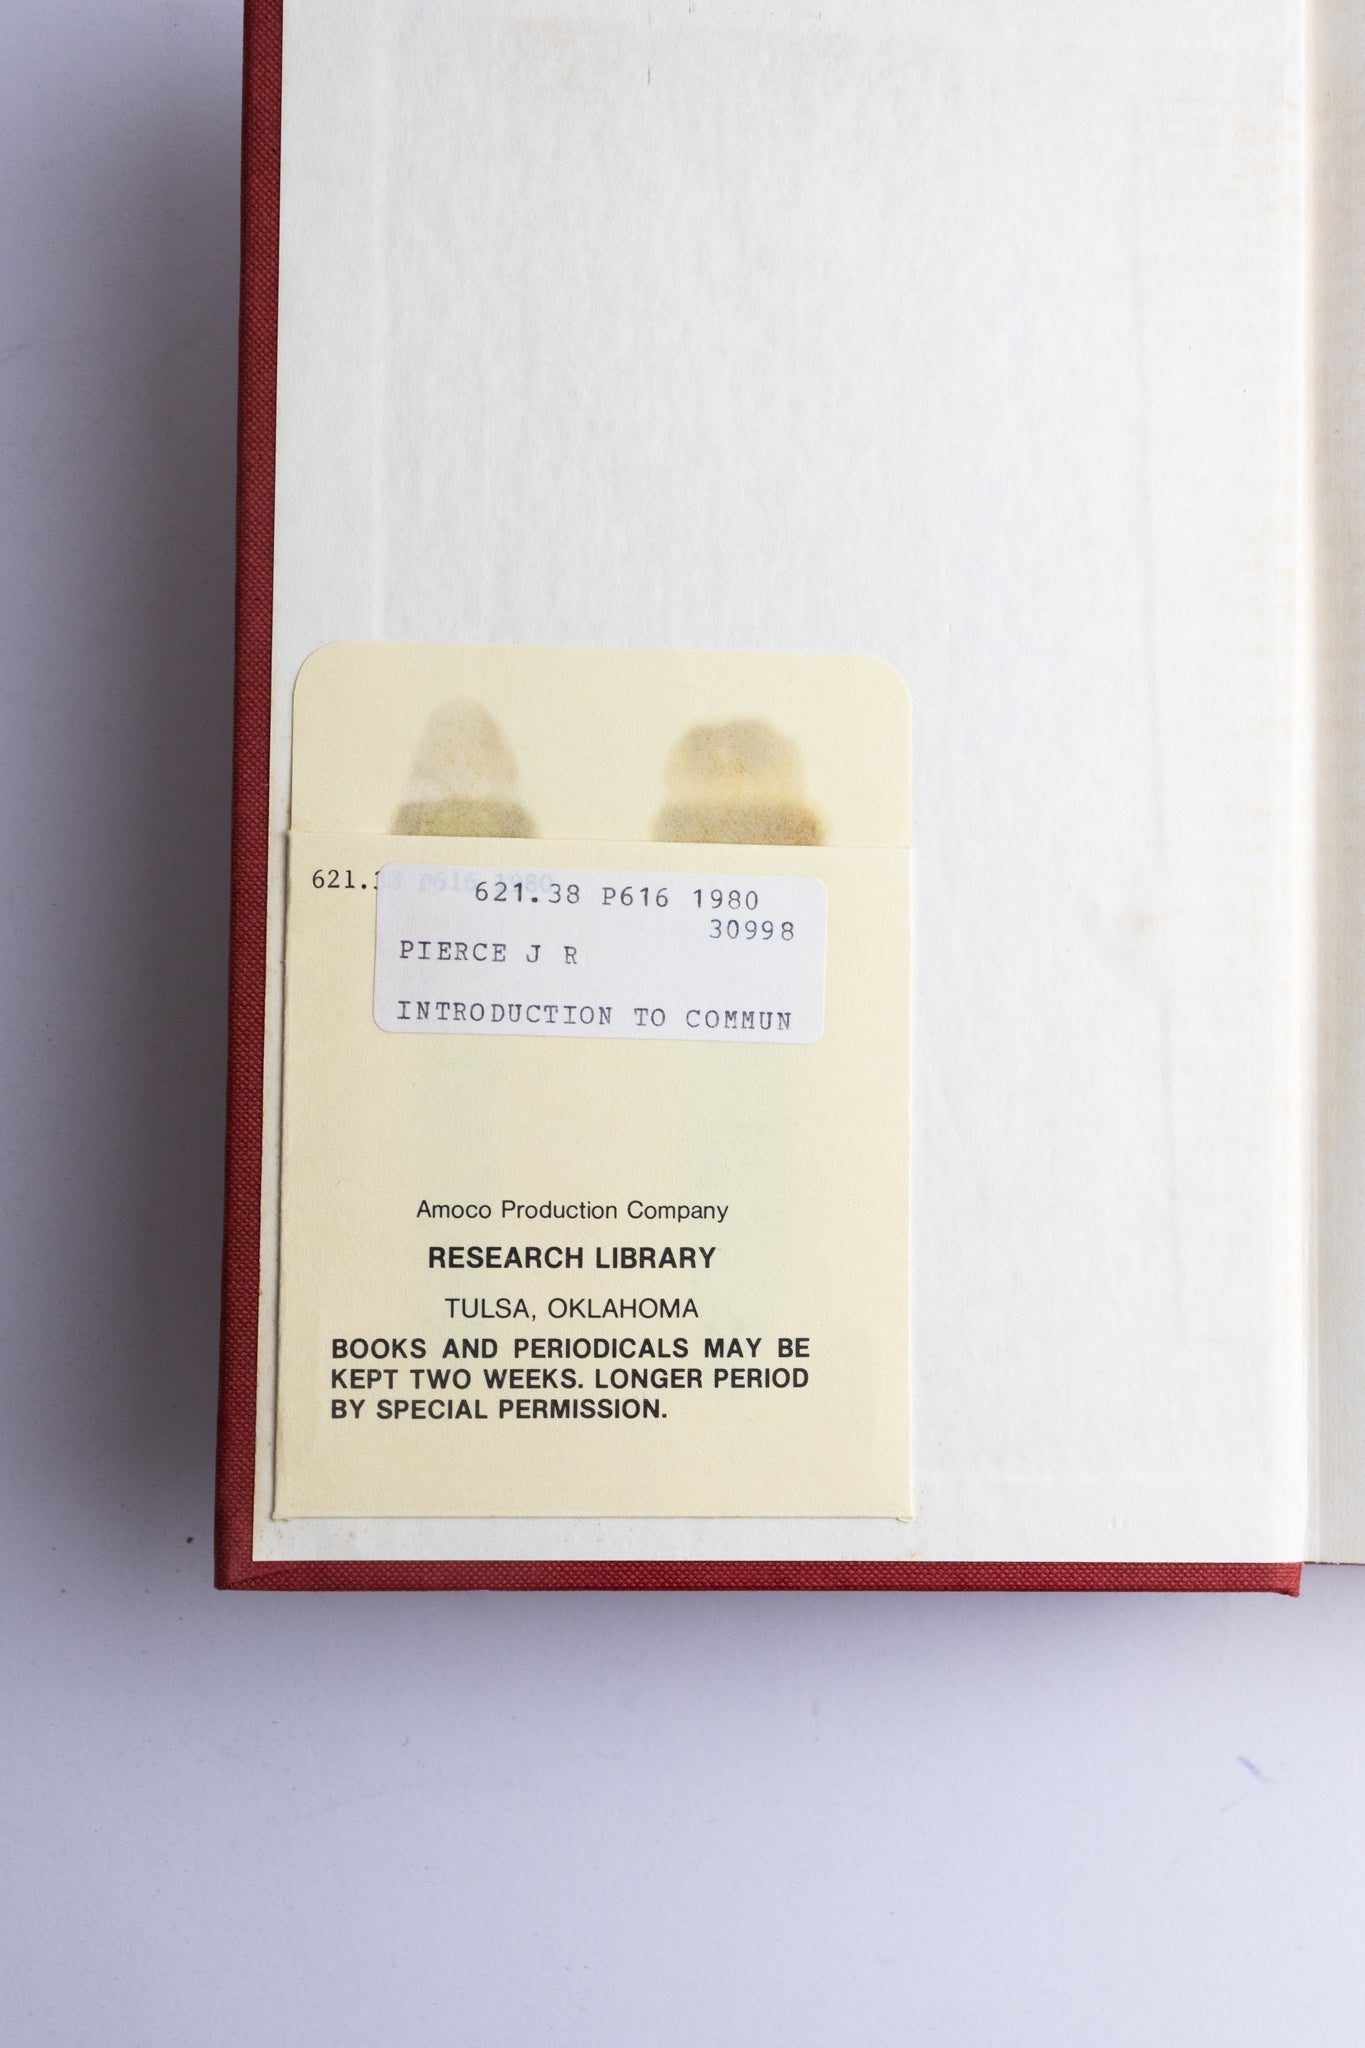 621.
621.38 P616 1980
30998
PIERCE J R
INTRODUCTION TO COMMUN
Amoco Production Company
RESEARCH LIBRARY
TULSA, OKLAHOMA
BOOKS AND PERIODICALS MAY BE
KEPT TWO WEEKS. LONGER PERIOD
BY SPECIAL PERMISSION.